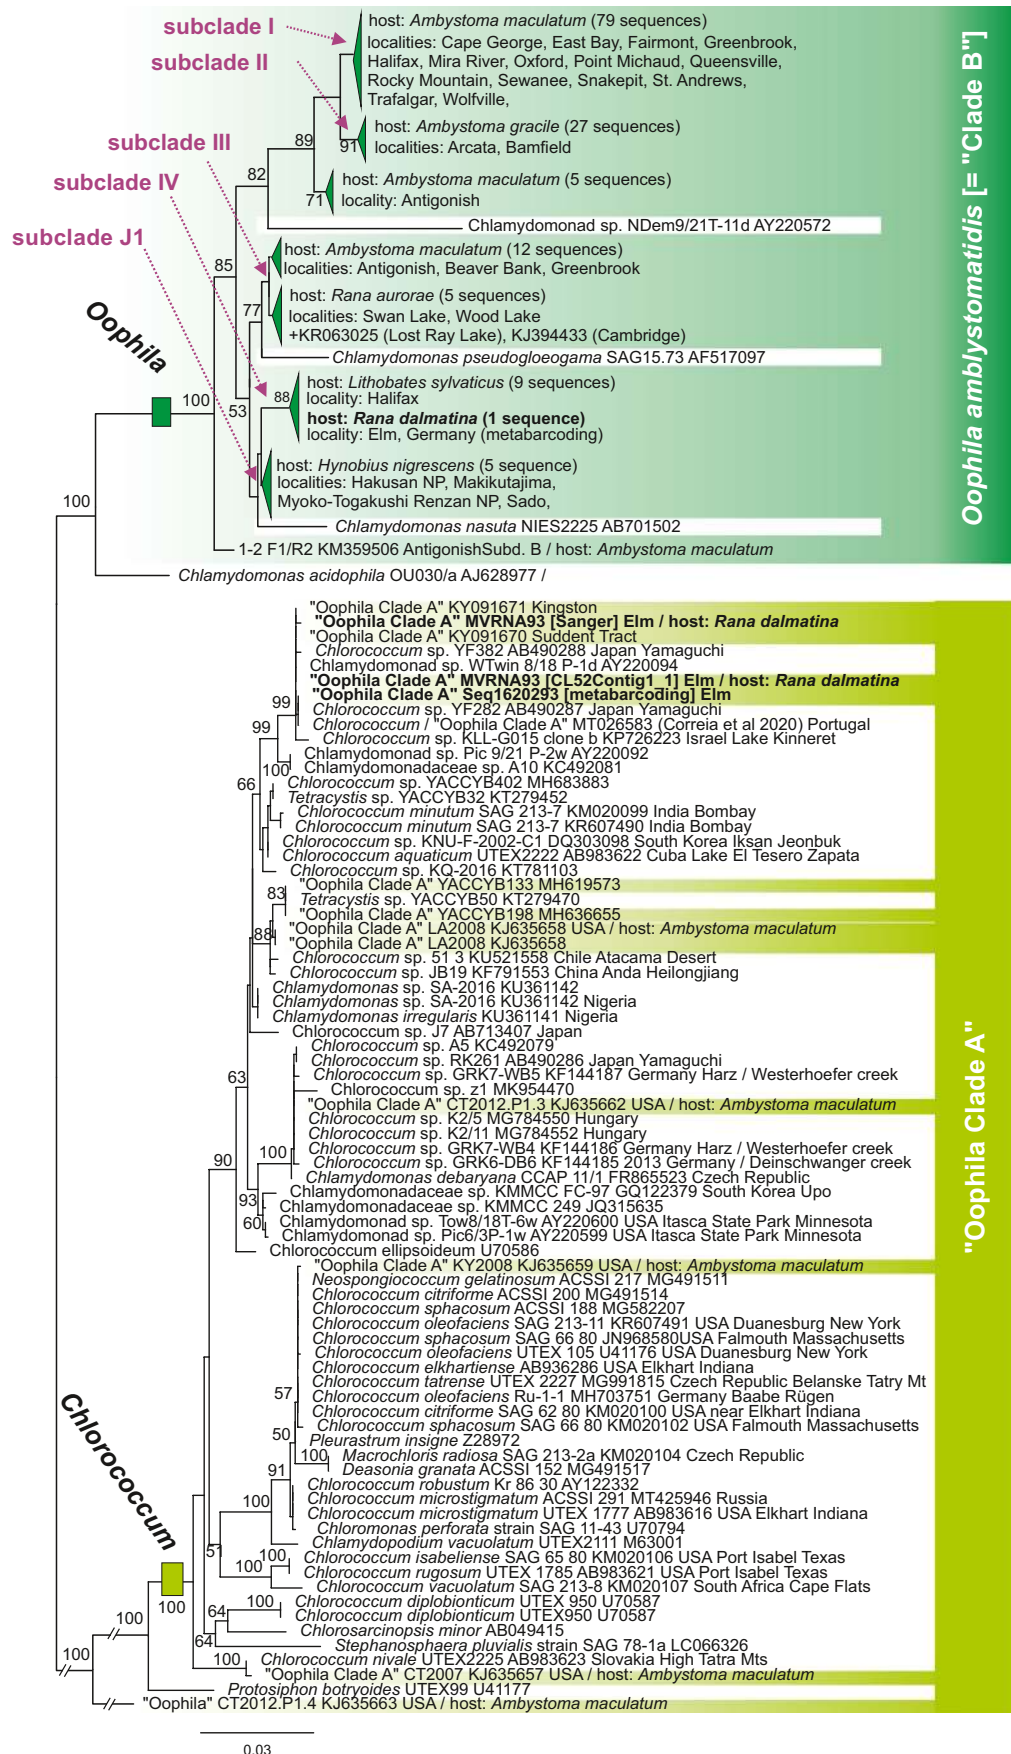 subclade I
host: Ambystoma maculatum (79 sequences)
localities: Cape George, East Bay, Fairmont, Greenbrook,
Halifax, Mira River, Oxford, Point Michaud, Queensville,
Rocky Mountain, Sewanee, Snakepit, St. Andrews,
Trafalgar, Wolfville,
subclade II
91
host: Ambystoma gracile (27 sequences)
localities: Arcata, Bamfield
89
subclade III
82
71
host: Ambystoma maculatum (5 sequences)
locality: Antigonish
subclade IV
Chlamydomonad sp. NDem9/21T-11d AY220572
subclade J1
host: Ambystoma maculatum (12 sequences)
localities: Antigonish, Beaver Bank, Greenbrook
85
77
host: Rana aurorae (5 sequences)
localities: Swan Lake, Wood Lake
+KR063025 (Lost Ray Lake), KJ394433 (Cambridge)
Oophila
Chlamydomonas pseudogloeogama SAG15.73 AF517097
100
53
88
host: Lithobates sylvaticus (9 sequences)
locality: Halifax
host: Rana dalmatina (1 sequence)
locality: Elm, Germany (metabarcoding)
host: Hynobius nigrescens (5 sequence)
localities: Hakusan NP, Makikutajima,
Myoko-Togakushi Renzan NP, Sado,
100
Chlamydomonas nasuta NIES2225 AB701502
1-2 F1/R2 KM359506 AntigonishSubd. B / host: Ambystoma maculatum
Chlamydomonas acidophila OU030/a AJ628977 /
Oophila amblystomatidis [= "Clade B"]
"Oophila Clade A" KY091671 Kingston
"Oophila Clade A" MVRNA93 [Sanger] Elm / host: Rana dalmatina
"Oophila Clade A" KY091670 Suddent Tract
Chlorococcum sp. YF382 AB490288 Japan Yamaguchi
Chlamydomonad sp. WTwin 8/18 P-1d AY220094
"Oophila Clade A" MVRNA93 [CL52Contig1_1] Elm / host: Rana dalmatina
"Oophila Clade A" Seq1620293 [metabarcoding] Elm
99
Chlorococcum sp. YF282 AB490287 Japan Yamaguchi
Chlorococcum / "Oophila Clade A" MT026583 (Correia et al 2020) Portugal
99
Chlorococcum sp. KLL-G015 clone b KP726223 Israel Lake Kinneret
Chlamydomonad sp. Pic 9/21 P-2w AY220092
100
Chlamydomonadaceae sp. A10 KC492081
66
Chlorococcum sp. YACCYB402 MH683883
Tetracystis sp. YACCYB32 KT279452
Chlorococcum minutum SAG 213-7 KM020099 India Bombay
Chlorococcum minutum SAG 213-7 KR607490 India Bombay
Chlorococcum sp. KNU-F-2002-C1 DQ303098 South Korea Iksan Jeonbuk
Chlorococcum aquaticum UTEX2222 AB983622 Cuba Lake El Tesero Zapata
Chlorococcum sp. KQ-2016 KT781103
"Oophila Clade A" YACCYB133 MH619573
83
Tetracystis sp. YACCYB50 KT279470
"Oophila Clade A" YACCYB198 MH636655
88
"Oophila Clade A" LA2008 KJ635658 USA / host: Ambystoma maculatum
"Oophila Clade A" LA2008 KJ635658
Chlorococcum sp. 51 3 KU521558 Chile Atacama Desert
Chlorococcum sp. JB19 KF791553 China Anda Heilongjiang
Chlamydomonas sp. SA-2016 KU361142
Chlamydomonas sp. SA-2016 KU361142 Nigeria
Chlamydomonas irregularis KU361141 Nigeria
Chlorococcum sp. J7 AB713407 Japan
Chlorococcum sp. A5 KC492079
Chlorococcum sp. RK261 AB490286 Japan Yamaguchi
63
Chlorococcum sp. GRK7-WB5 KF144187 Germany Harz / Westerhoefer creek
Chlorococcum sp. z1 MK954470
"Oophila Clade A" CT2012.P1.3 KJ635662 USA / host: Ambystoma maculatum
Chlorococcum sp. K2/5 MG784550 Hungary
Chlorococcum sp. K2/11 MG784552 Hungary
100
Chlorococcum sp. GRK7-WB4 KF144186 Germany Harz / Westerhoefer creek
90
Chlorococcum sp. GRK6-DB6 KF144185 2013 Germany / Deinschwanger creek
Chlamydomonas debaryana CCAP 11/1 FR865523 Czech Republic
93
Chlamydomonadaceae sp. KMMCC FC-97 GQ122379 South Korea Upo
Chlamydomonadaceae sp. KMMCC 249 JQ315635
60
Chlamydomonad sp. Tow8/18T-6w AY220600 USA Itasca State Park Minnesota
Chlamydomonad sp. Pic6/3P-1w AY220599 USA Itasca State Park Minnesota
Chlorococcum ellipsoideum U70586
"Oophila Clade A" KY2008 KJ635659 USA / host: Ambystoma maculatum
Neospongiococcum gelatinosum ACSSI 217 MG491511
Chlorococcum citriforme ACSSI 200 MG491514
Chlorococcum sphacosum ACSSI 188 MG582207
Chlorococcum oleofaciens SAG 213-11 KR607491 USA Duanesburg New York
Chlorococcum sphacosum SAG 66 80 JN968580USA Falmouth Massachusetts
Chlorococcum oleofaciens UTEX 105 U41176 USA Duanesburg New York
Chlorococcum elkhartiense AB936286 USA Elkhart Indiana
Chlorococcum tatrense UTEX 2227 MG991815 Czech Republic Belanske Tatry Mt
57
Chlorococcum oleofaciens Ru-1-1 MH703751 Germany Baabe Rügen
Chlorococcum citriforme SAG 62 80 KM020100 USA near Elkhart Indiana
Chlorococcum sphacosum SAG 66 80 KM020102 USA Falmouth Massachusetts
50
Pleurastrum insigne Z28972
100
Macrochloris radiosa SAG 213-2a KM020104 Czech Republic
Deasonia granata ACSSI 152 MG491517
91
Chlorococcum robustum Kr 86 30 AY122332
Chlorococcum microstigmatum ACSSI 291 MT425946 Russia
100
Chlorococcum microstigmatum UTEX 1777 AB983616 USA Elkhart Indiana
Chloromonas perforata strain SAG 11-43 U70794
Chlamydopodium vacuolatum UTEX2111 M63001
51
100
Chlorococcum isabeliense SAG 65 80 KM020106 USA Port Isabel Texas
100
Chlorococcum rugosum UTEX 1785 AB983621 USA Port Isabel Texas
Chlorococcum vacuolatum SAG 213-8 KM020107 South Africa Cape Flats
Chlorococcum
100
100
Chlorococcum diplobionticum UTEX 950 U70587
Chlorococcum diplobionticum UTEX950 U70587
64
Chlorosarcinopsis minor AB049415
100
64
Stephanosphaera pluvialis strain SAG 78-1a LC066326
100
100
Chlorococcum nivale UTEX2225 AB983623 Slovakia High Tatra Mts
"Oophila Clade A" CT2007 KJ635657 USA / host: Ambystoma maculatum
Protosiphon botryoides UTEX99 U41177
"Oophila" CT2012.P1.4 KJ635663 USA / host: Ambystoma maculatum
"Oophila Clade A"
0.03